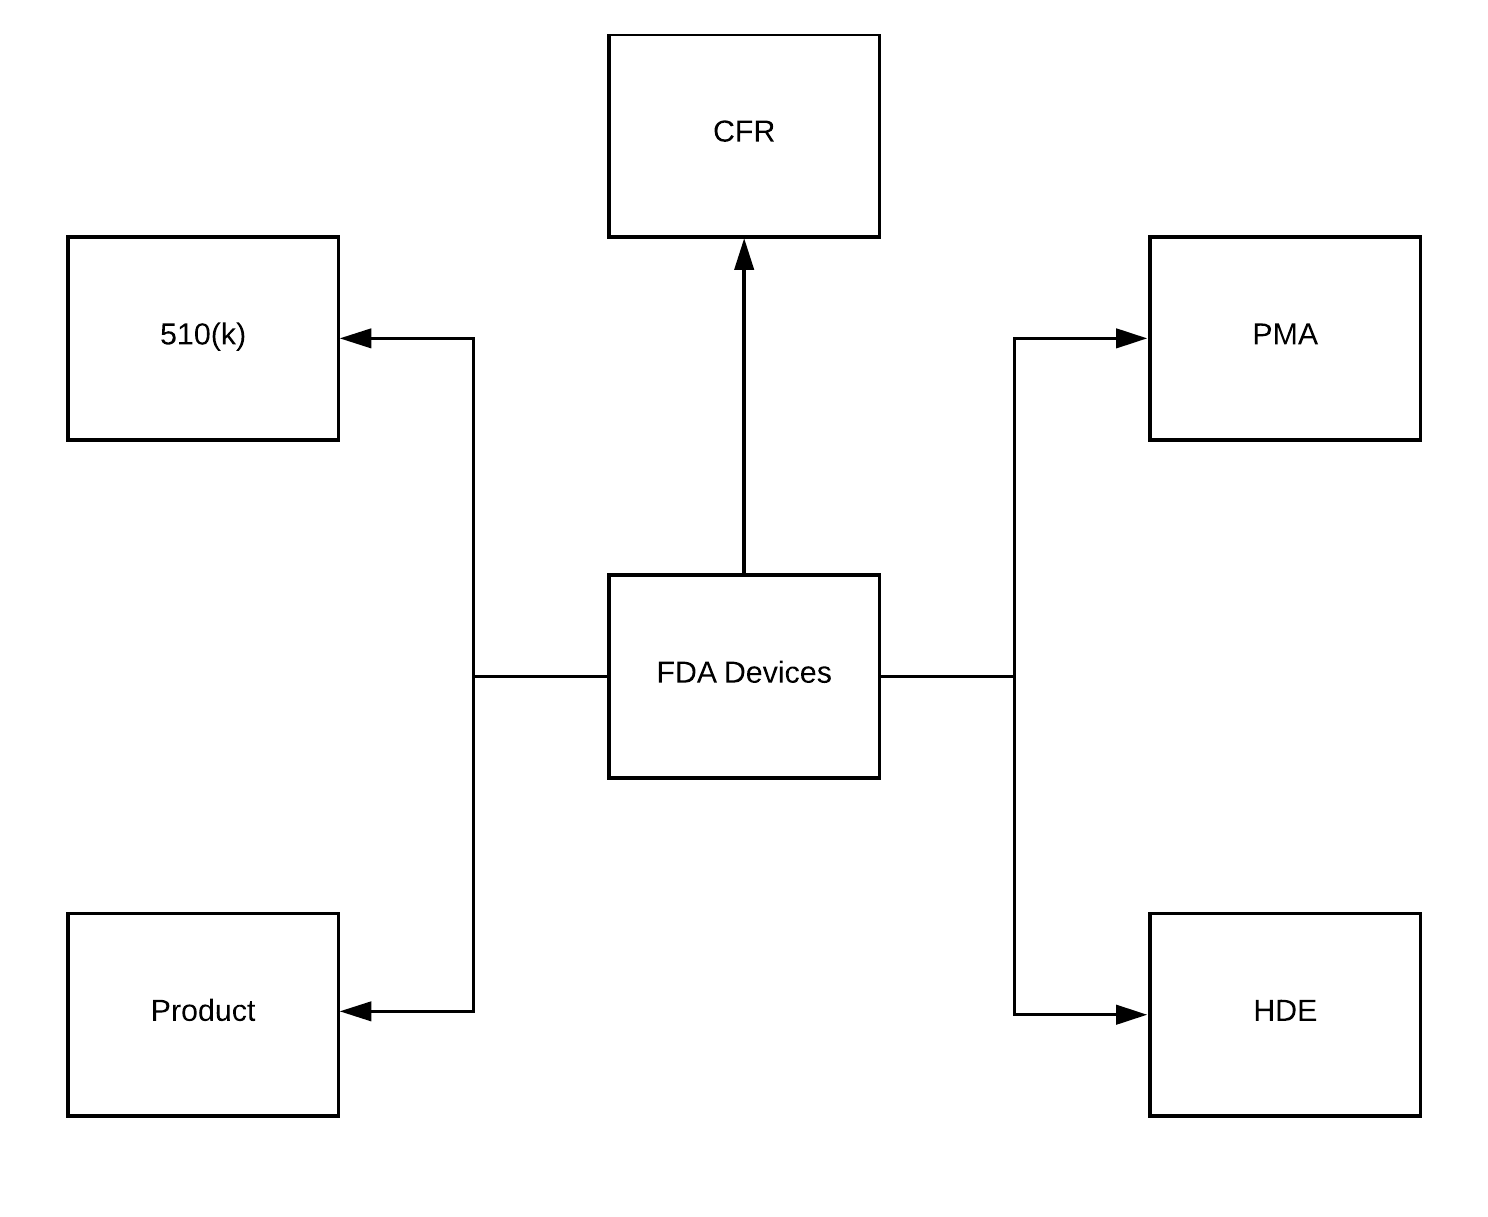 CFR
510(k)
PMA
FDA Devices
Product
HDE